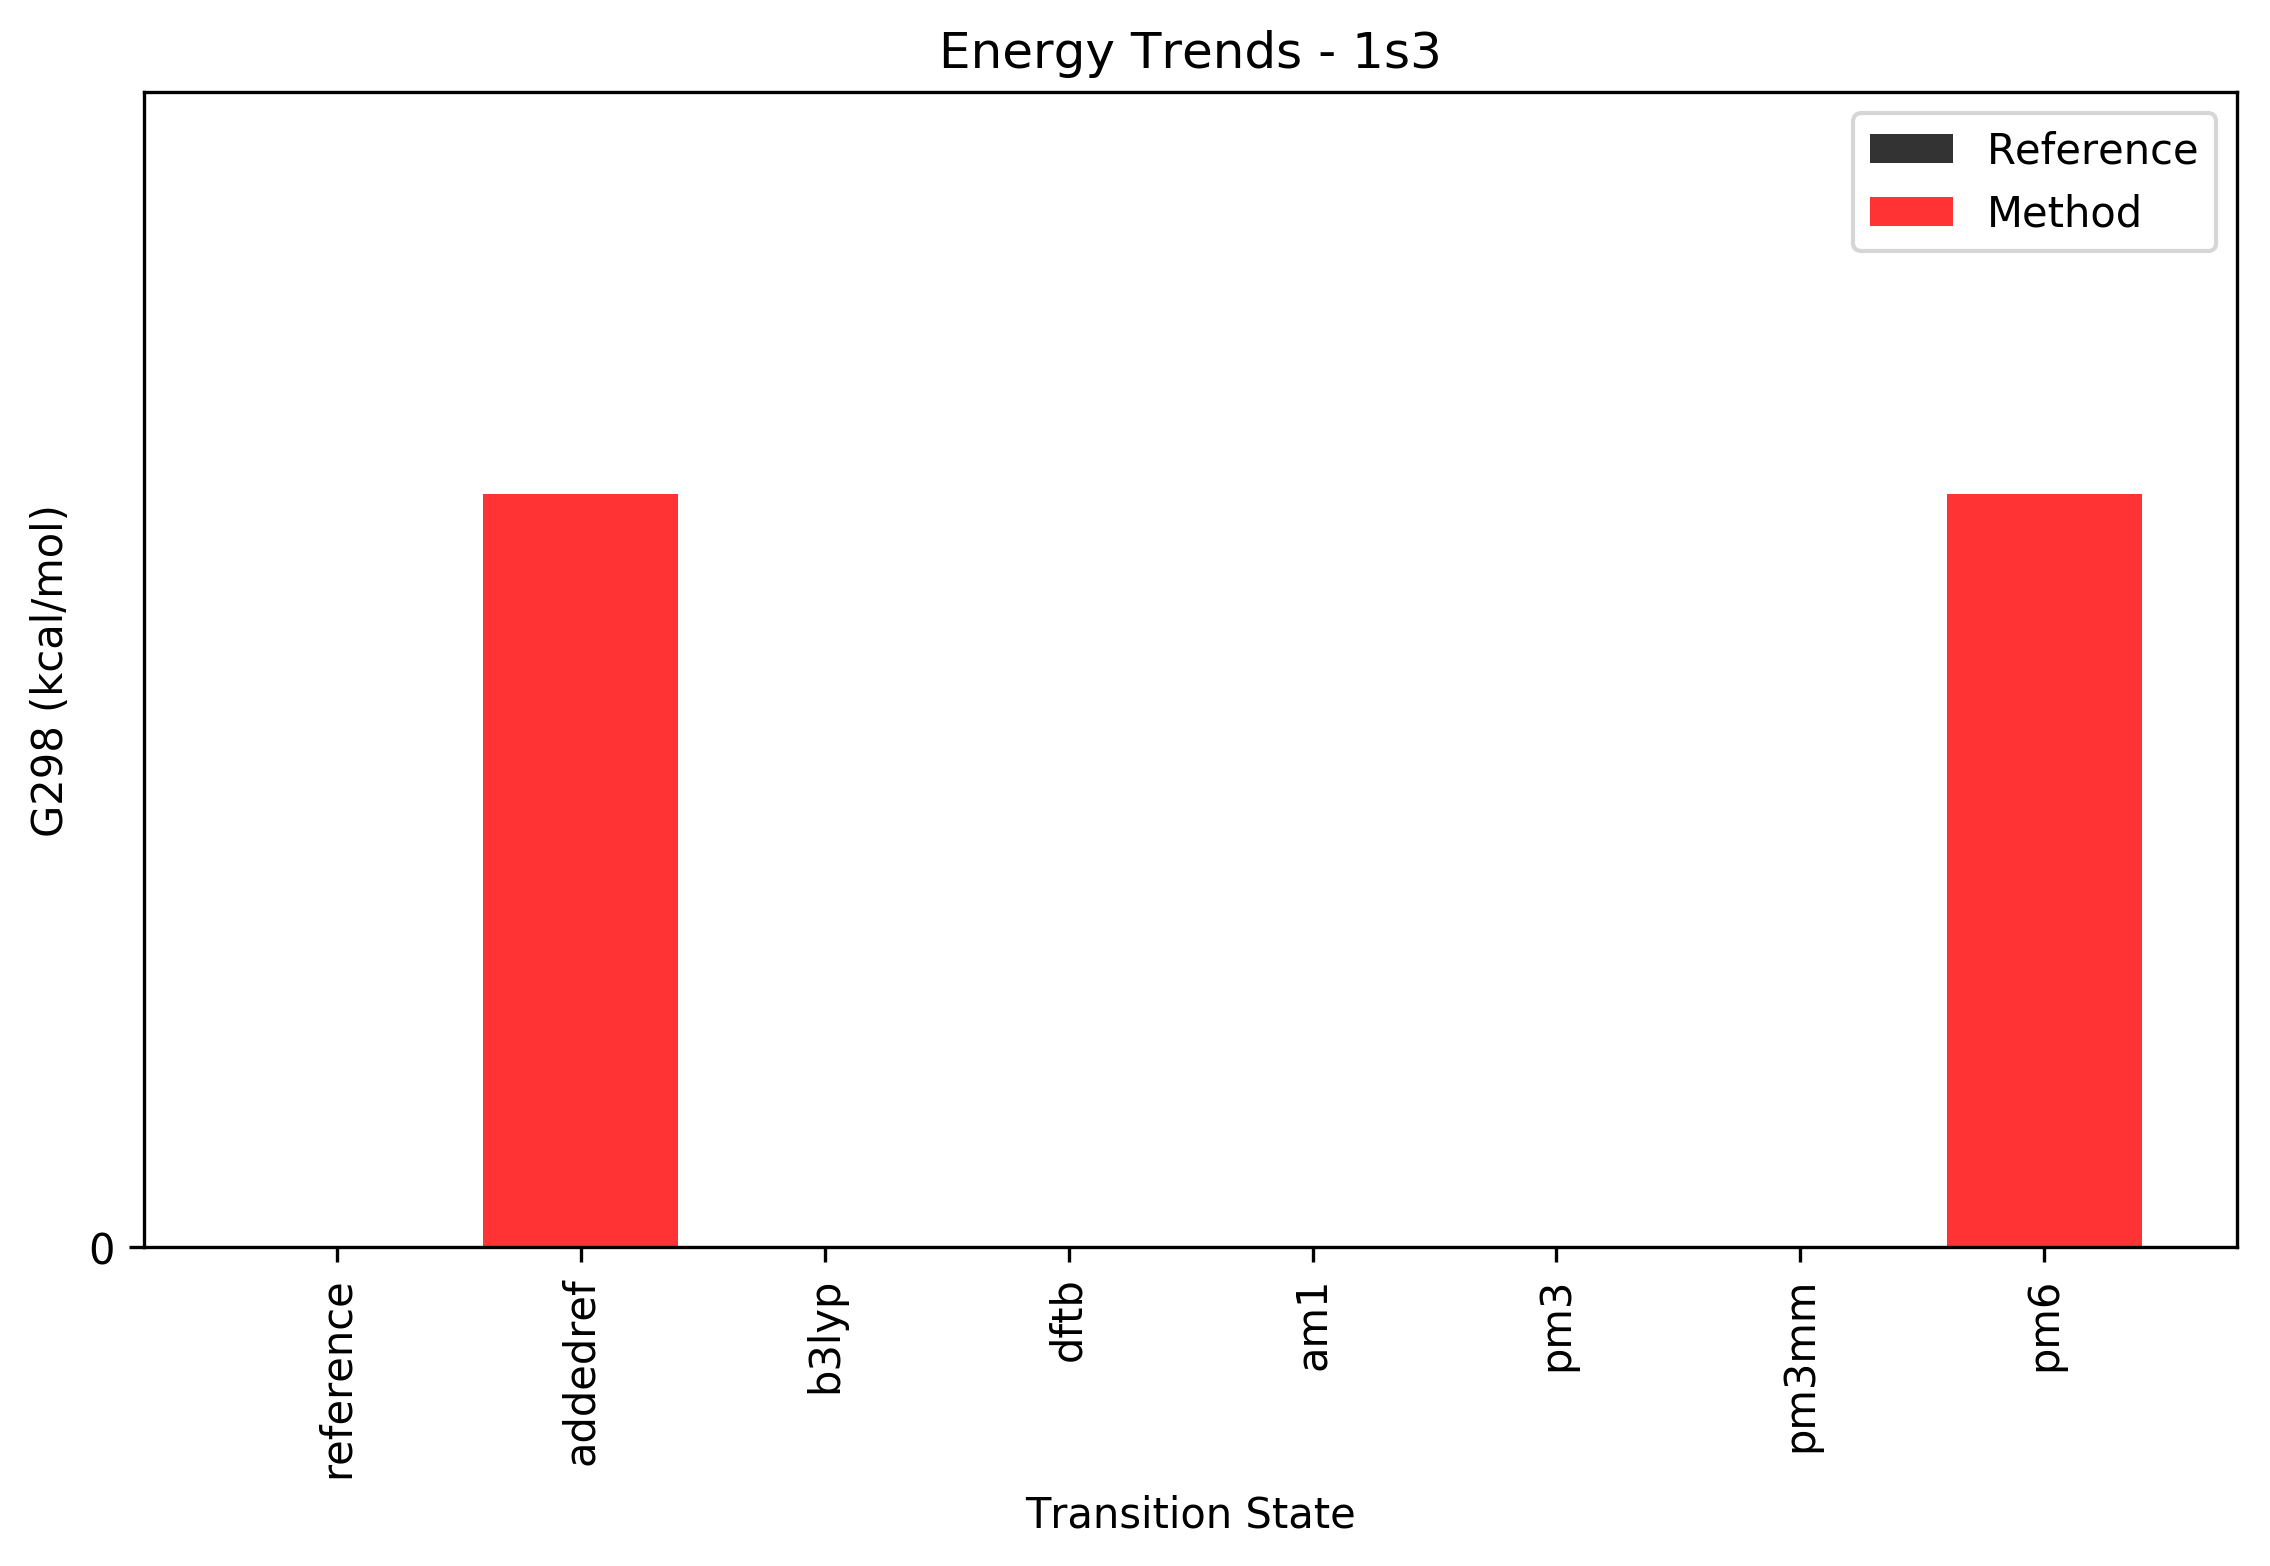 Energy Trends - 1s3
Reference
Method
G298 (kcal/mol)
0
reference
addedref
b3lyp
dftb
am1
pm3
pm3mm
pm6
Transition State